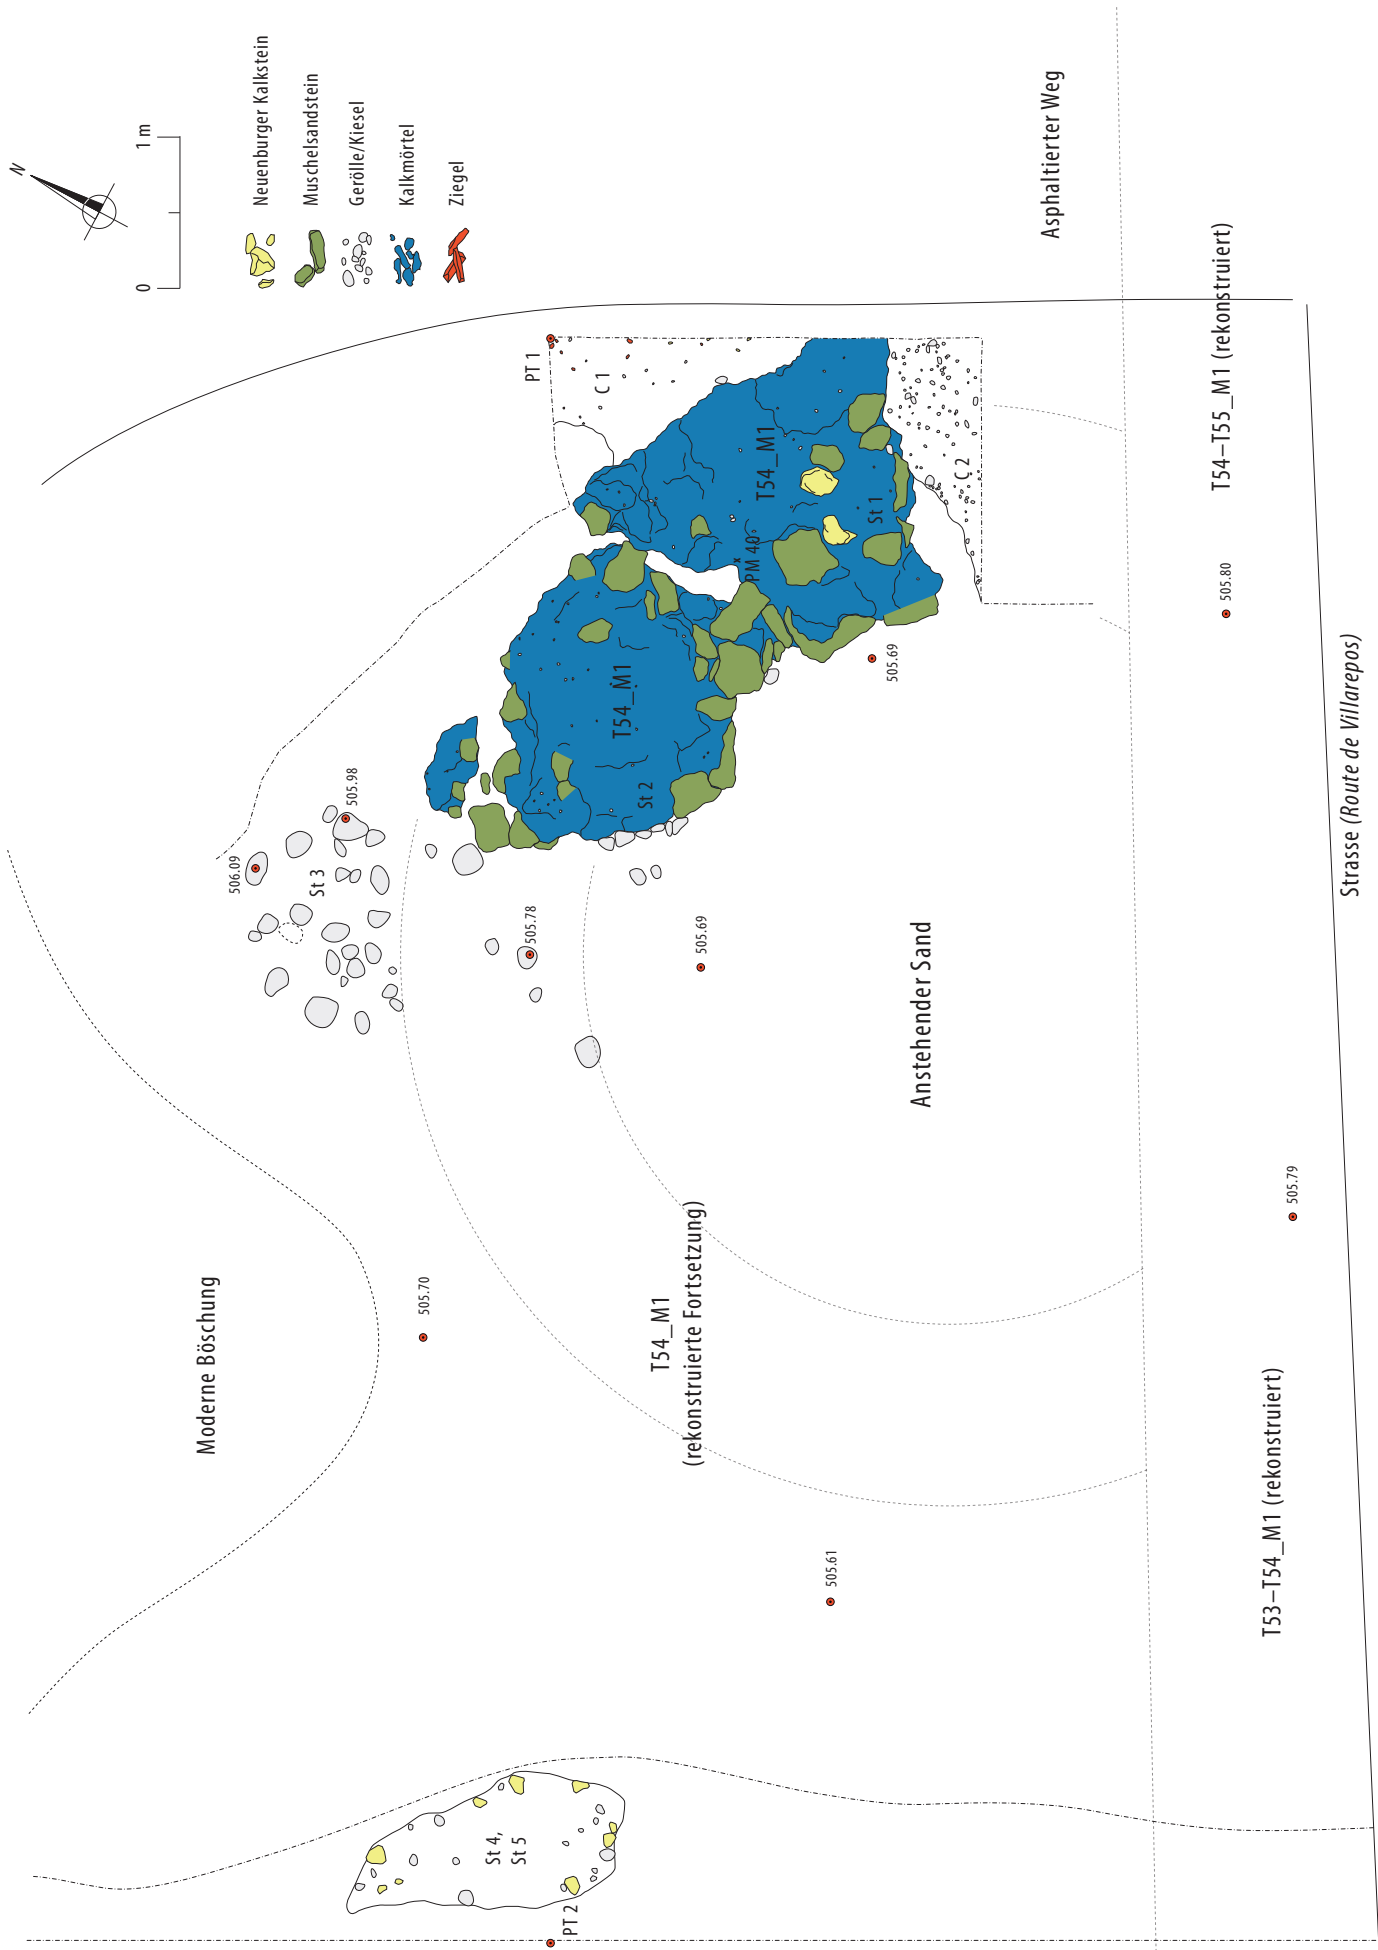 N
0
1 m
Neuenburger Kalkstein
Muschelsandstein
Gerölle/Kiesel
Kalkmörtel
Ziegel
Asphaltierter Weg
PT 1
C 1
T54_M1
PM 40
St 1
C 2
T54–T55_M1 (rekonstruiert)
505.80
505.69
Strasse (Route de Villarepos)
T54_M1
St 2
505.98
506.09
St 3
505.78
505.69
Anstehender Sand
505.79
Moderne Böschung
505.70
T54_M1
(rekonstruierte Fortsetzung)
505.61
T53–T54_M1 (rekonstruiert)
St 4,
St 5
PT 2